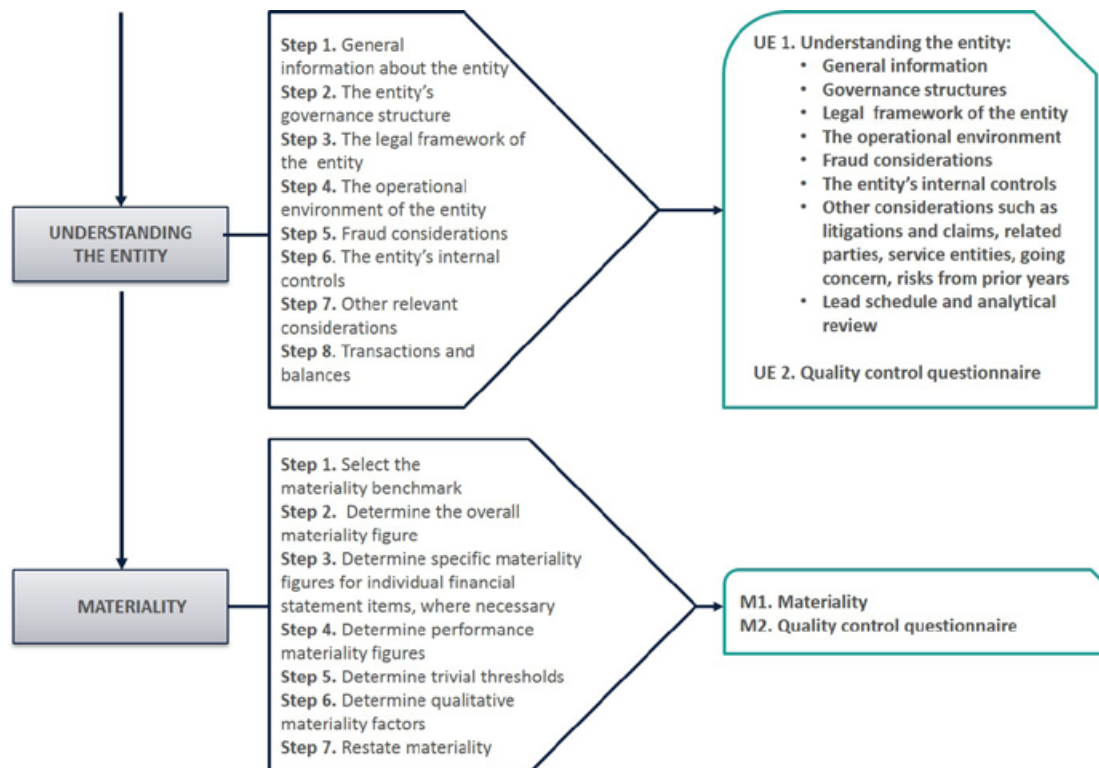 Step 1. General
information about the entity
Step 2. The entity's
governance structure
Step 3. The legal framework of
the entity
Step 4. The operational
environment of the entity
Step 5. Fraud considerations
Step 6. The entity's internal
controls
Step 7. Other relevant
considerations
Step 8. Transactions and
balances
UNDERSTANDING
THE ENTITY
UE 1. Understanding the entity:
• General information
• Governance structures
• Legal framework of the entity
• The operational environment
• Fraud considerations
• The entity's internal controls
• Other considerations such as
litigations and claims, related
parties, service entities, going
concern, risks from prior years
• Lead schedule and analytical
review
UE 2. Quality control questionnaire
Step 1. Select the
materiality benchmark
Step 2. Determine the overall
materiality figure
Step 3. Determine specific materiality
figures for individual financial
statement items, where necessary
Step 4. Determine performance
materiality figures
Step 5. Determine trivial thresholds
Step 6. Determine qualitative
materiality factors
Step 7. Restate materiality
MATERIALITY
M1. Materiality
M2. Quality control questionnaire